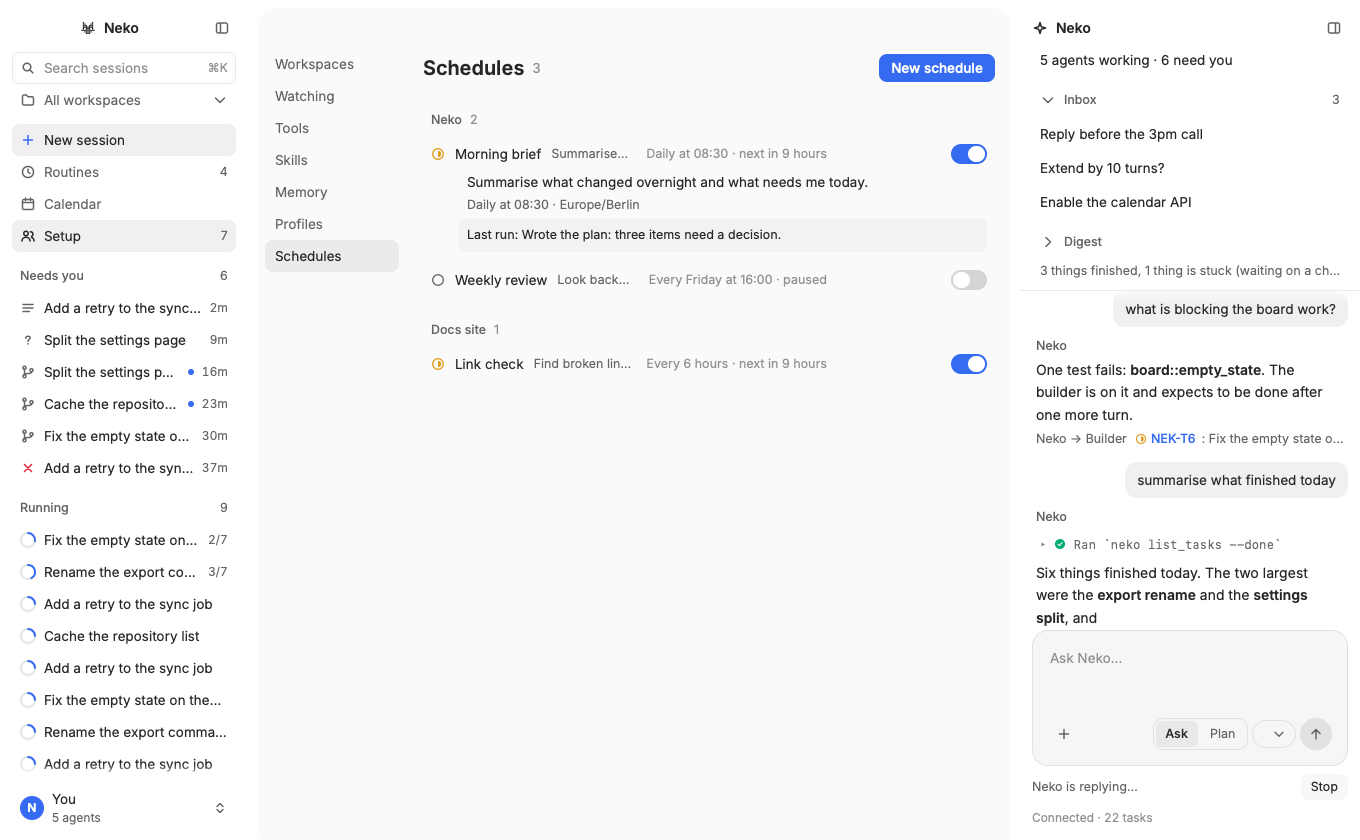 Neko
Search sessions ⌘K
All workspaces
New session
Routines 4
Calendar
Setup 7
Needs you 6
Add a retry to the sync... 2m
? Split the settings page 9m
Split the settings p... 16m
Cache the reposito... 23m
Fix the empty state o... 30m
Add a retry to the syn... 37m
Running 9
Fix the empty state on... 2/7
Rename the export co... 3/7
Add a retry to the sync job
Cache the repository list
Add a retry to the sync job
Fix the empty state on the...
Rename the export comma...
Add a retry to the sync job
N You
5 agents
Workspaces
Watching
Tools
Skills
Memory
Profiles
Schedules
Schedules 3
New schedule
Neko 2
Morning brief Summarise... Daily at 08:30 · next in 9 hours
Summarise what changed overnight and what needs me today.
Daily at 08:30 · Europe/Berlin
Last run: Wrote the plan: three items need a decision.
Weekly review Look back... Every Friday at 16:00 · paused
Docs site 1
Link check Find broken lin... Every 6 hours · next in 9 hours
Neko
5 agents working · 6 need you
Inbox 3
Reply before the 3pm call
Extend by 10 turns?
Enable the calendar API
Digest
3 things finished, 1 thing is stuck (waiting on a ch...
what is blocking the board work?
Neko
One test fails: board::empty_state. The
builder is on it and expects to be done after
one more turn.
Neko → Builder NEK-T6 : Fix the empty state o...
summarise what finished today
Neko
Ran `neko list_tasks --done`
Six things finished today. The two largest
were the export rename and the settings
split, and
Ask Neko...
Ask Plan
Neko is replying... Stop
Connected · 22 tasks